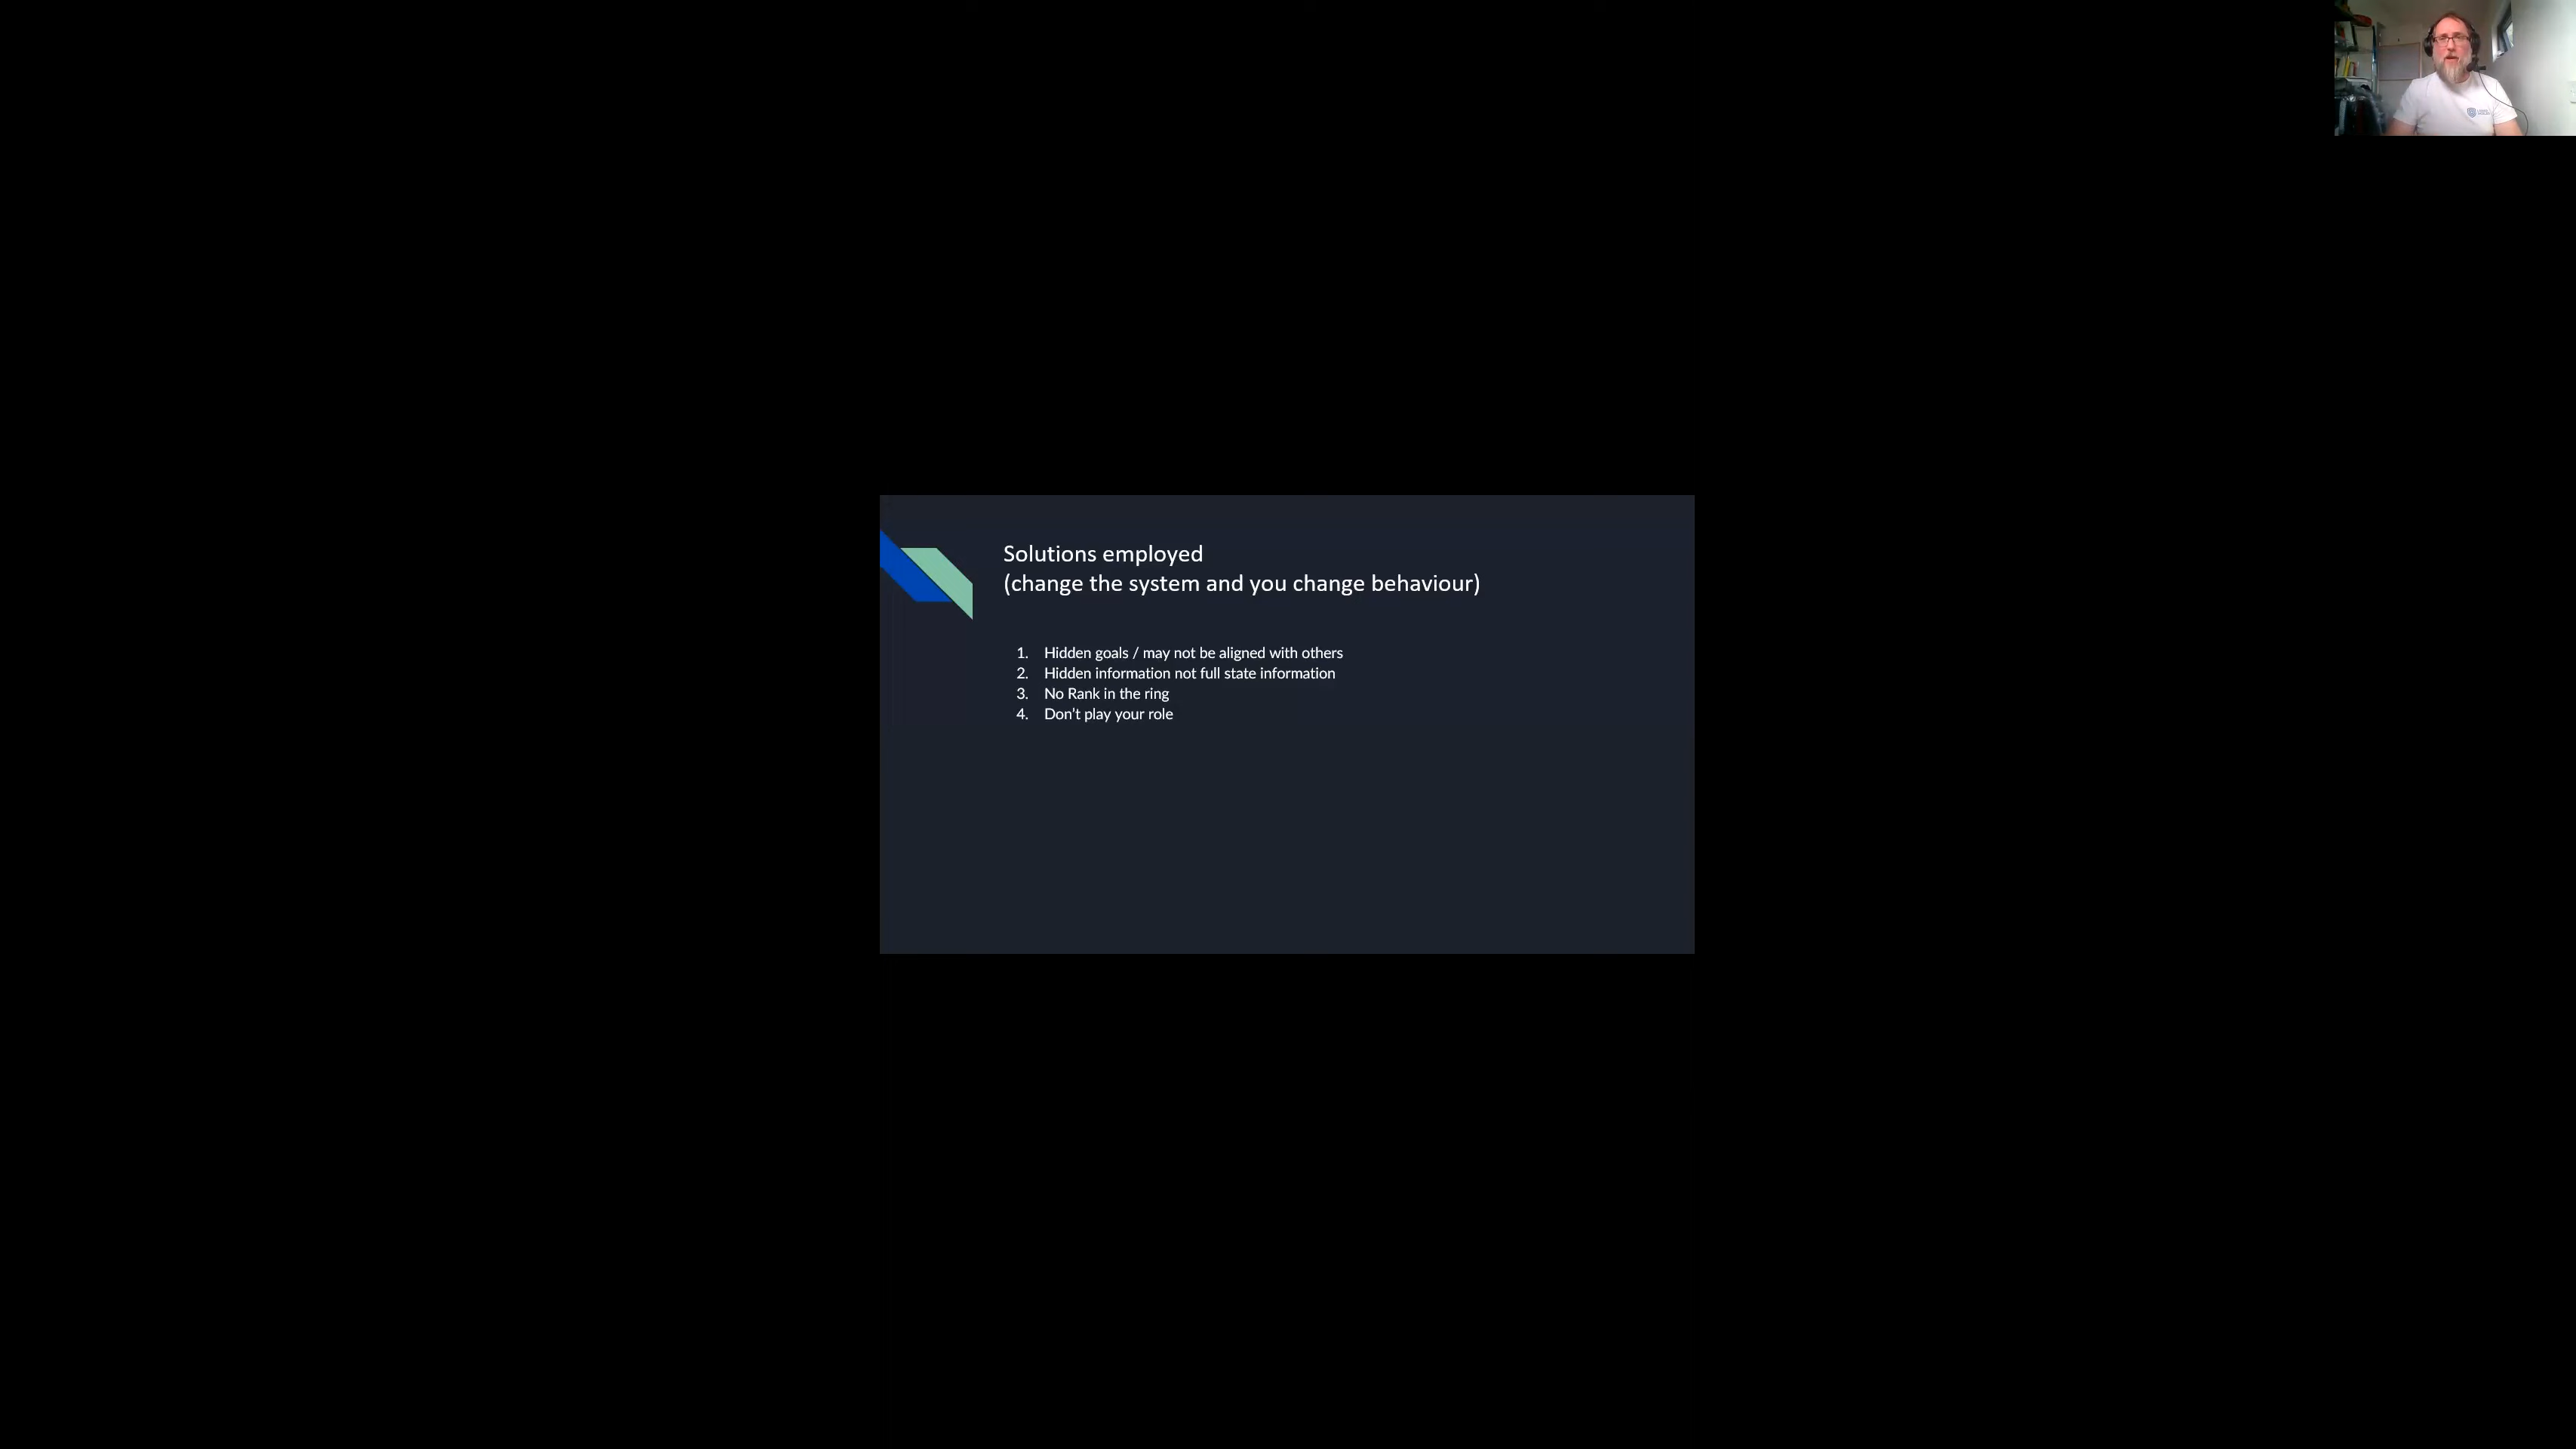 Solutions employed
(change the system and you change behaviour)
1. Hidden goals / may not be aligned with others
2. Hidden information not full state information
3. No Rank in the ring
4. Don't play your role